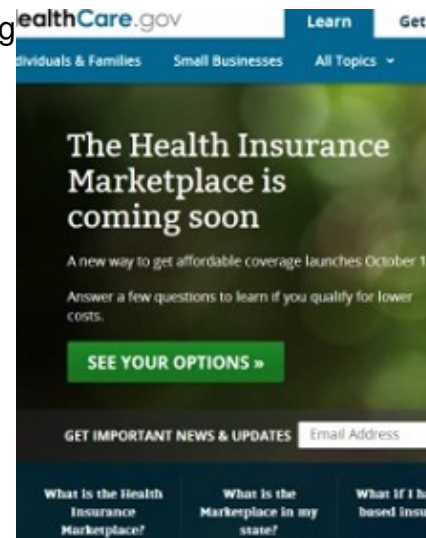 g
ealthCare.gov
Learn
Get
dividuals & Families Small Businesses All Topics
The Health Insurance
Marketplace is
coming soon
A new way to get affordable coverage launches October 1
Answer a few questions to learn if you qualify for lower
costs.
SEE YOUR OPTIONS »
GET IMPORTANT NEWS & UPDATES Email Address
What is the Health
Insurance
Marketplace?
What is the
Marketplace in my
state?
What if I h
based insu